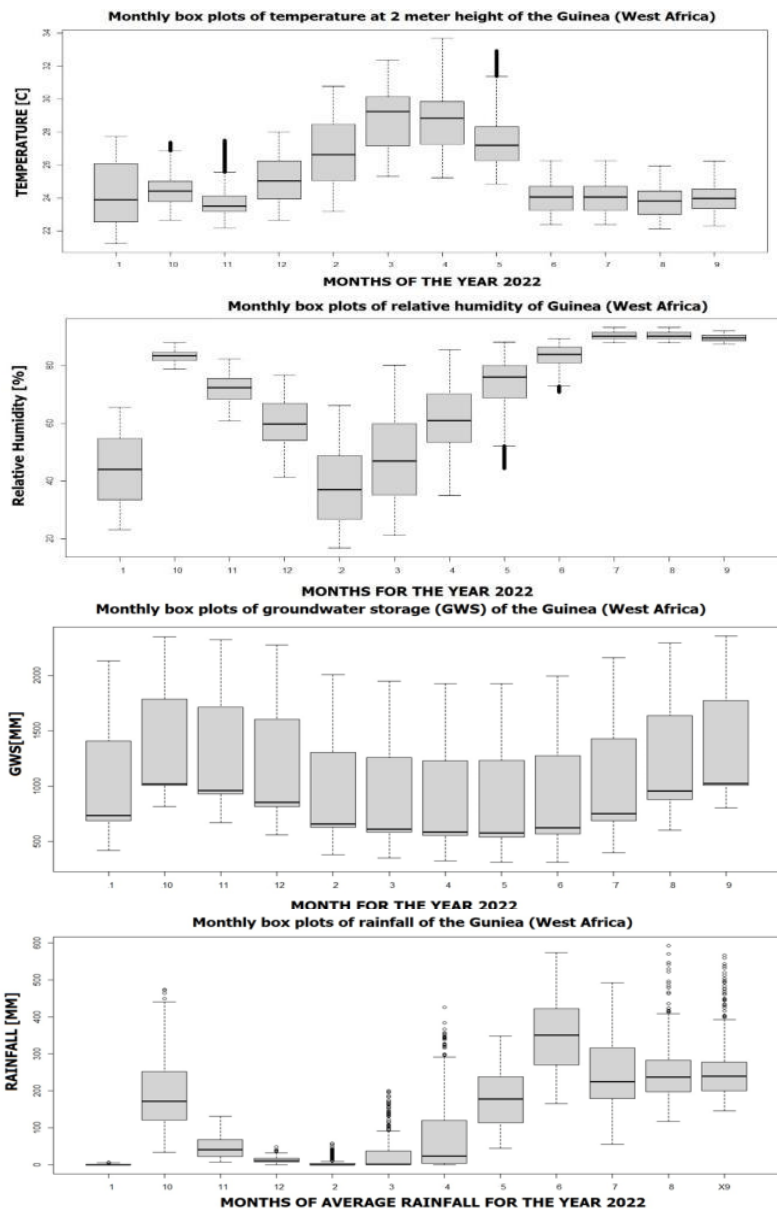 Monthly box plots of temperature at 2 meter height of the Guinea (West Africa)
TEMPERATURE [C]
34
32
30
28
26
24
22
1 10 11 12 2 3 4 5 6 7 8 9
MONTHS OF THE YEAR 2022
Monthly box plots of relative humidity of Guinea (West Africa)
Relative Humidity [%]
80
60
40
20
1 10 11 12 2 3 4 5 6 7 8 9
MONTHS FOR THE YEAR 2022
Monthly box plots of groundwater storage (GWS) of the Guinea (West Africa)
GWS[MM]
2000
1500
1000
500
1 10 11 12 2 3 4 5 6 7 8 9
MONTH FOR THE YEAR 2022
Monthly box plots of rainfall of the Guniea (West Africa)
RAINFALL [MM]
600
500
400
300
200
100
0
1 10 11 12 2 3 4 5 6 7 8 X9
MONTHS OF AVERAGE RAINFALL FOR THE YEAR 2022